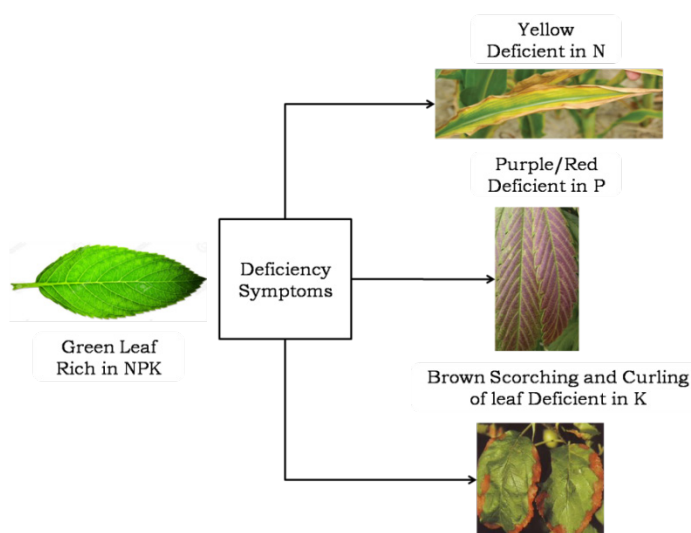 Yellow
Deficient in N
Purple/Red
Deficient in P
Deficiency
Symptoms
Green Leaf
Rich in NPK
Brown Scorching and Curling
of leaf Deficient in K